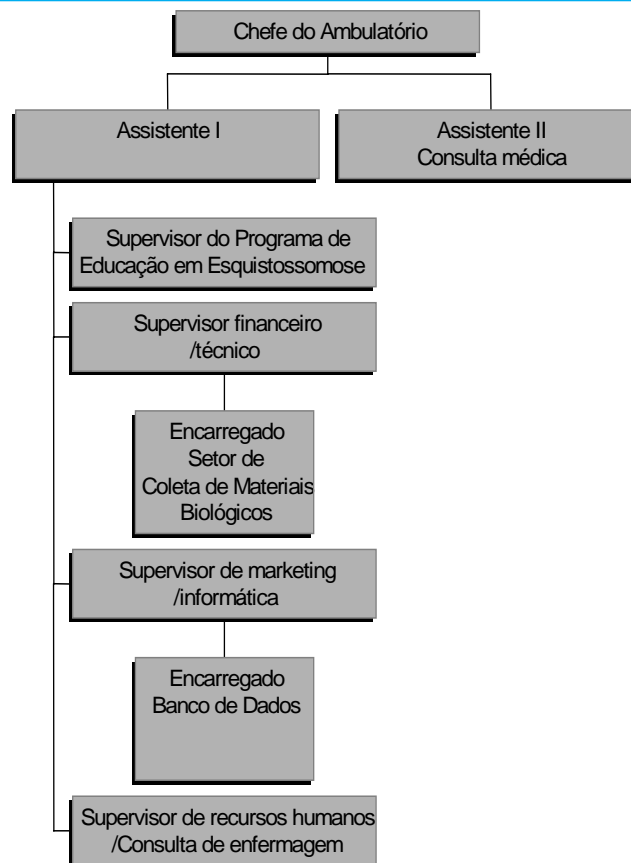 Chefe do Ambulatório
Assistente I
Assistente II
Consulta médica
Supervisor do Programa de
Educação em Esquistossomose
Supervisor financeiro
/técnico
Encarregado
Setor de
Coleta de Materiais
Biológicos
Supervisor de marketing
/informática
Encarregado
Banco de Dados
Supervisor de recursos humanos
/Consulta de enfermagem